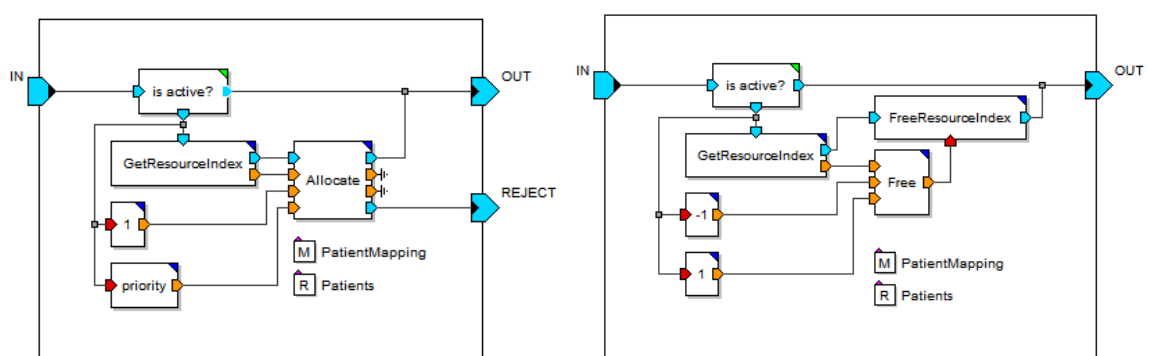 IN
is active?
OUT
GetResourceIndex
Allocate
REJECT
1
M PatientMapping
R Patients
priority
IN
is active?
OUT
FreeResourceIndex
GetResourceIndex
Free
-1
1
M PatientMapping
R Patients